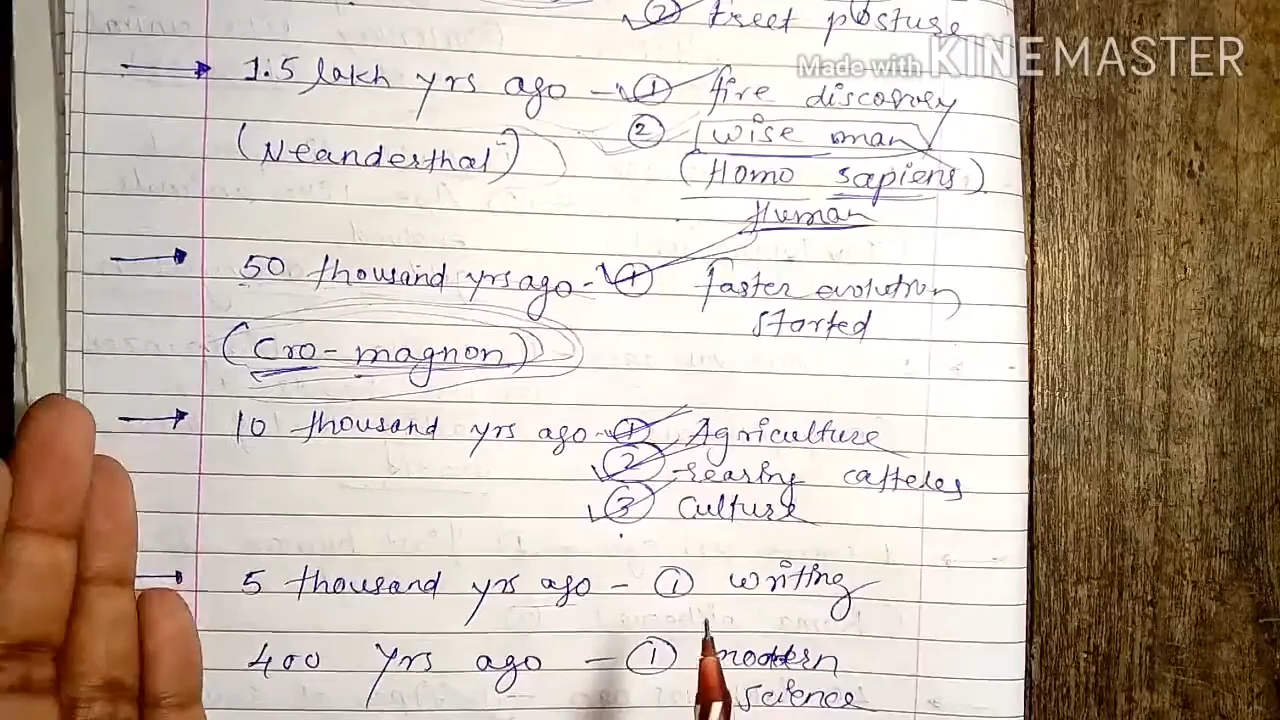 ② Erect posture
Made with KINEMASTER
→ 1.5 lakh yrs ago - ① fire discovery
(Neanderthal) ② wise man
(Homo sapiens)
Human
→ 50 thousand yrs ago - ① faster evolution
started
(Cro-magnon)
→ 10 thousand yrs ago - ① Agriculture
② rearing catteles
③ Culture
→ 5 thousand yrs ago - ① writing
400 yrs ago - ① modern
science